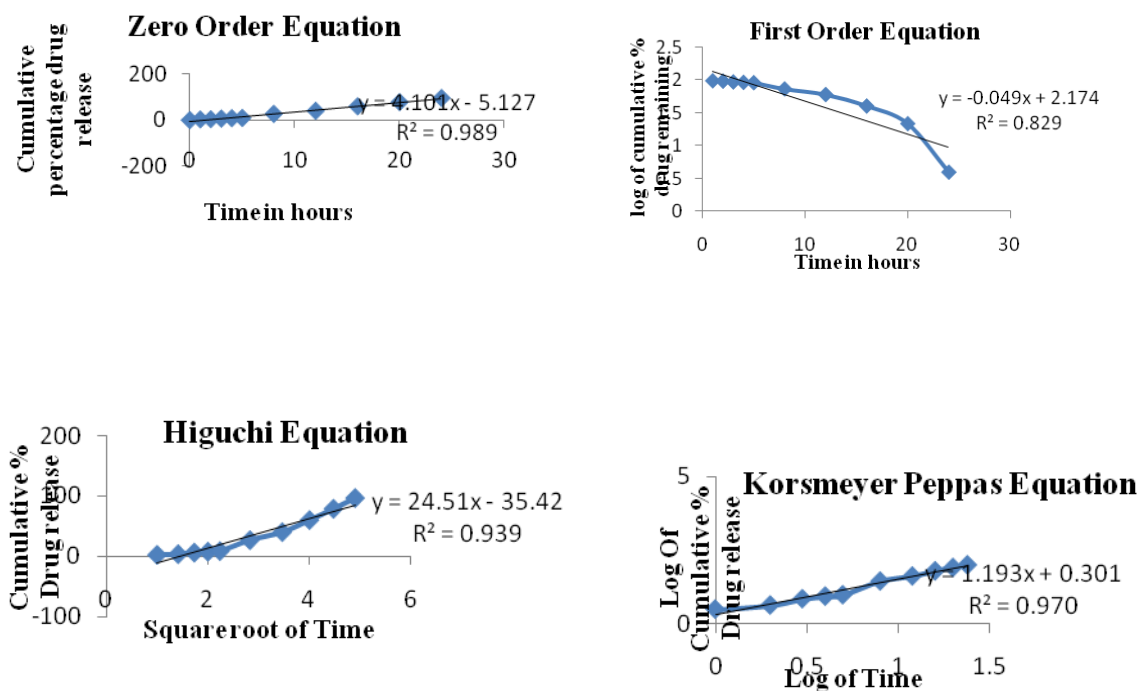 Zero Order Equation
Cumulative
percentage drug
release
200
0
-200
y = 4.101x - 5.127
R² = 0.989
0
10
20
30
Time in hours
First Order Equation
log of cumulative %
drug remaining
2.5
2
1.5
1
0.5
0
y = -0.049x + 2.174
R² = 0.829
0
10
20
30
Time in hours
Higuchi Equation
Cumulative %
Drug release
200
100
0
-100
y = 24.51x - 35.42
R² = 0.939
0
2
4
6
Square root of Time
Korsmeyer Peppas Equation
Log Of
Cumulative %
Drug release
5
0
y = 1.193x + 0.301
R² = 0.970
0
0.5
1
1.5
Log of Time